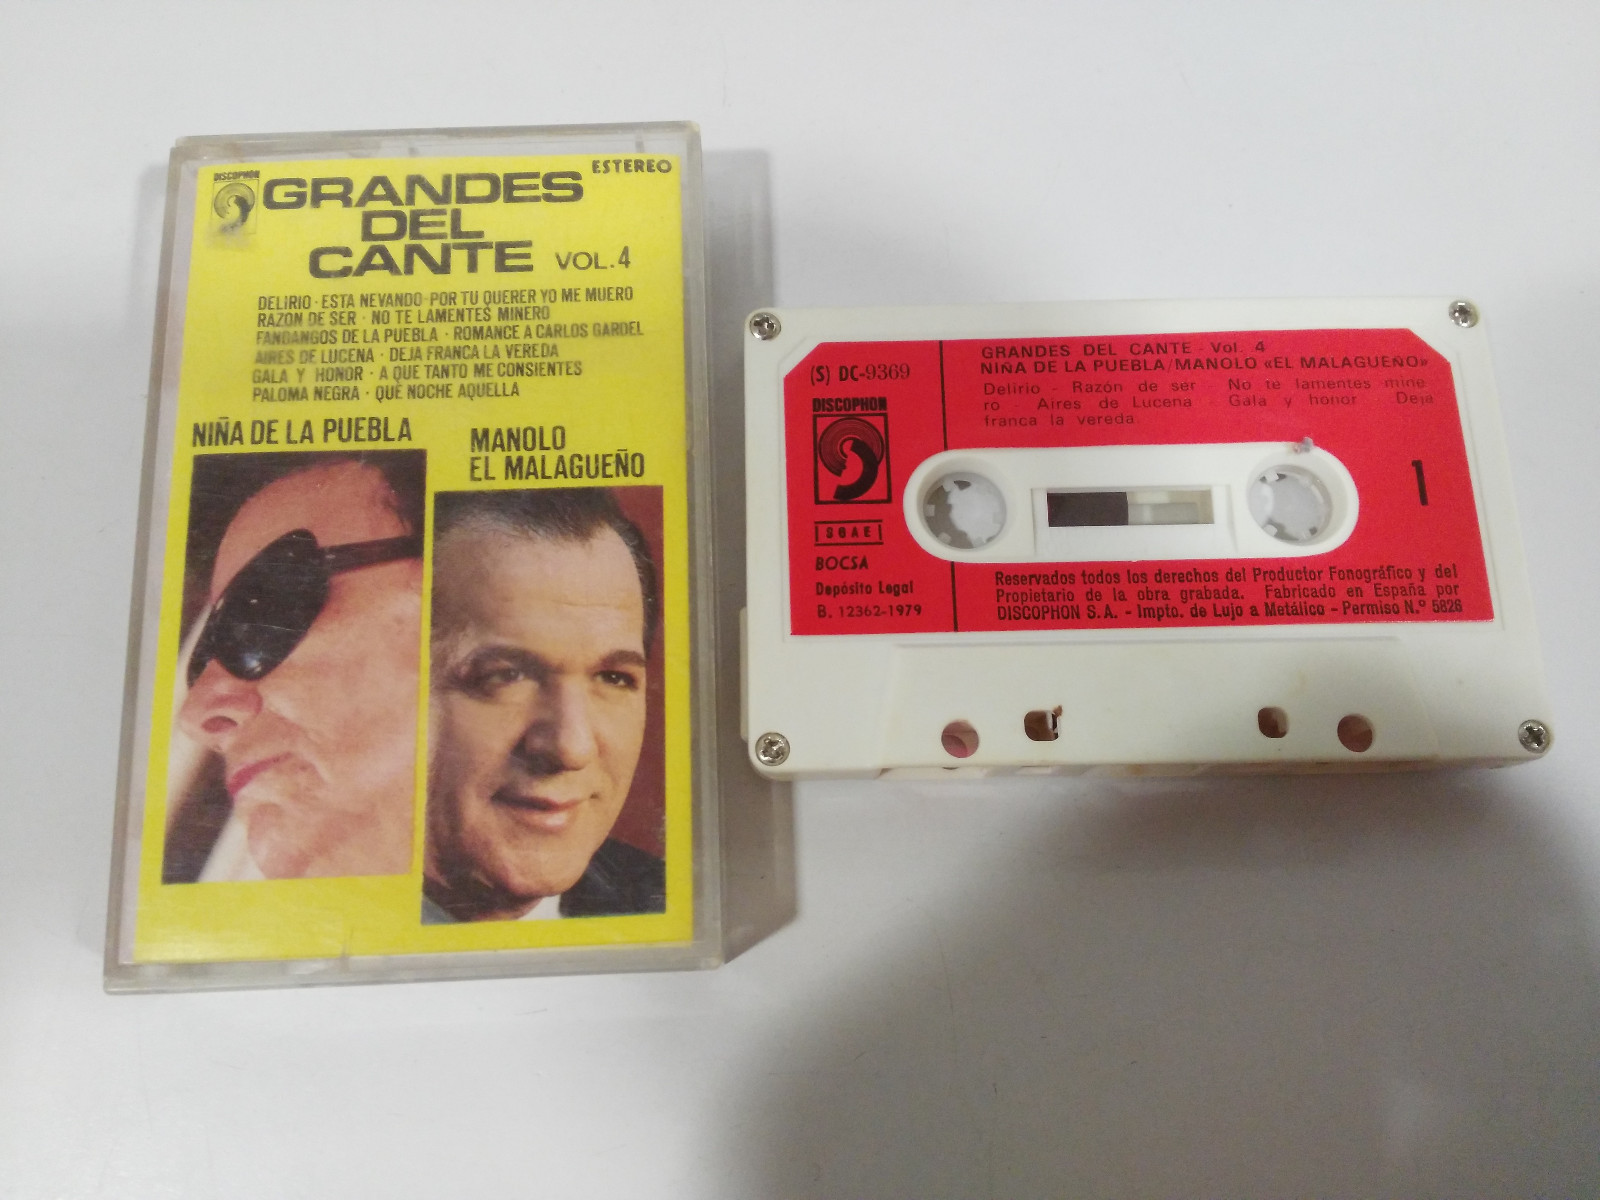 DISCOPHON
ESTEREO
GRANDES
DEL
CANTE VOL.4
DELIRIO · ESTA NEVANDO · POR TU QUERER YO ME MUERO
RAZON DE SER · NO TE LAMENTES MINERO
FANDANGOS DE LA PUEBLA · ROMANCE A CARLOS GARDEL
AIRES DE LUCENA · DEJA FRANCA LA VEREDA
GALA Y HONOR · A QUE TANTO ME CONSIENTES
PALOMA NEGRA · QUE NOCHE AQUELLA
NIÑA DE LA PUEBLA
MANOLO
EL MALAGUEÑO
(S) DC-9369
DISCOPHON
SGAE
BOCSA
Depósito Legal
B. 12362-1979
GRANDES DEL CANTE - Vol. 4
NIÑA DE LA PUEBLA/MANOLO «EL MALAGUEÑO»
Delirio - Razón de ser - No te lamentes mine
ro - Aires de Lucena - Gala y honor - Deja
franca la vereda
1
Reservados todos los derechos del Productor Fonográfico y del
Propietario de la obra grabada. Fabricado en España por
DISCOPHON S.A. - Impto. de Lujo a Metálico - Permiso N.º 5826